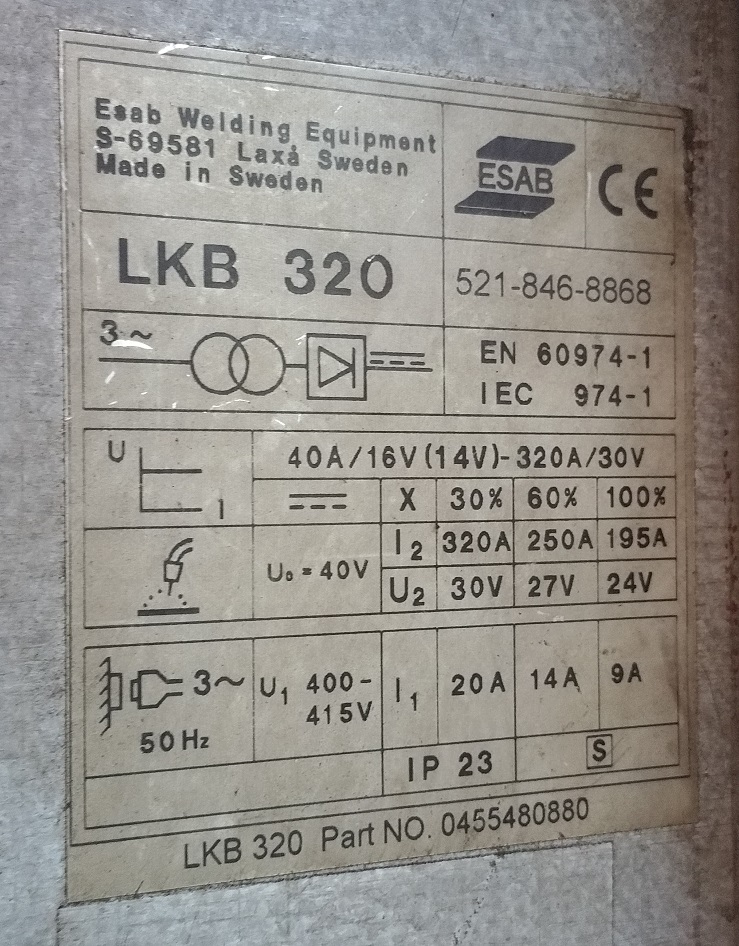 Esab Welding Equipment
S-69581 Laxå Sweden
Made in Sweden
ESAB
CE
LKB 320
521-846-8868
3~
EN 60974-1
IEC 974-1
U
I
40A/16V(14V)-320A/30V
X 30% 60% 100%
U₀ = 40V
I₂ 320A 250A 195A
U₂ 30V 27V 24V
3~
50Hz
U₁ 400-
415V
I₁ 20A 14A 9A
IP 23
S
LKB 320 Part NO. 0455480880